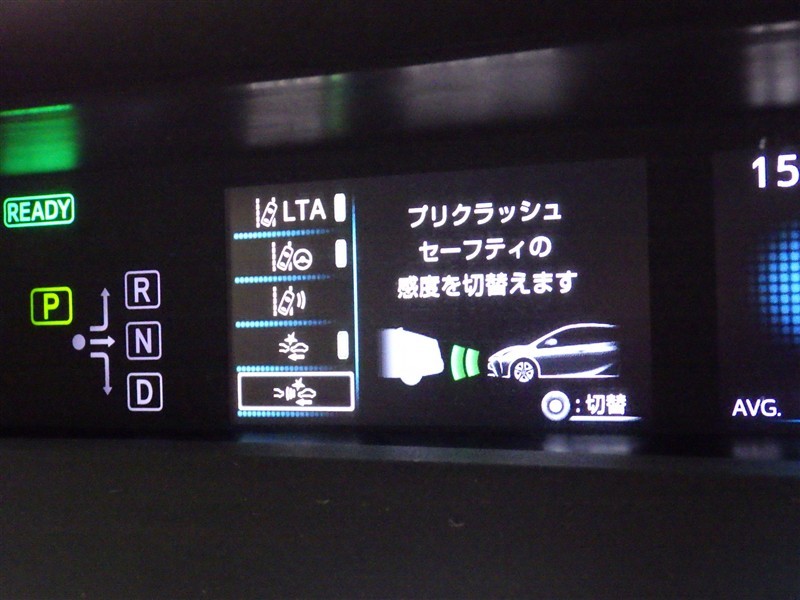 15
READY
LTA
プリクラッシュ
セーフティの
感度を切替えます
P
R
N
D
:切替
AVG.